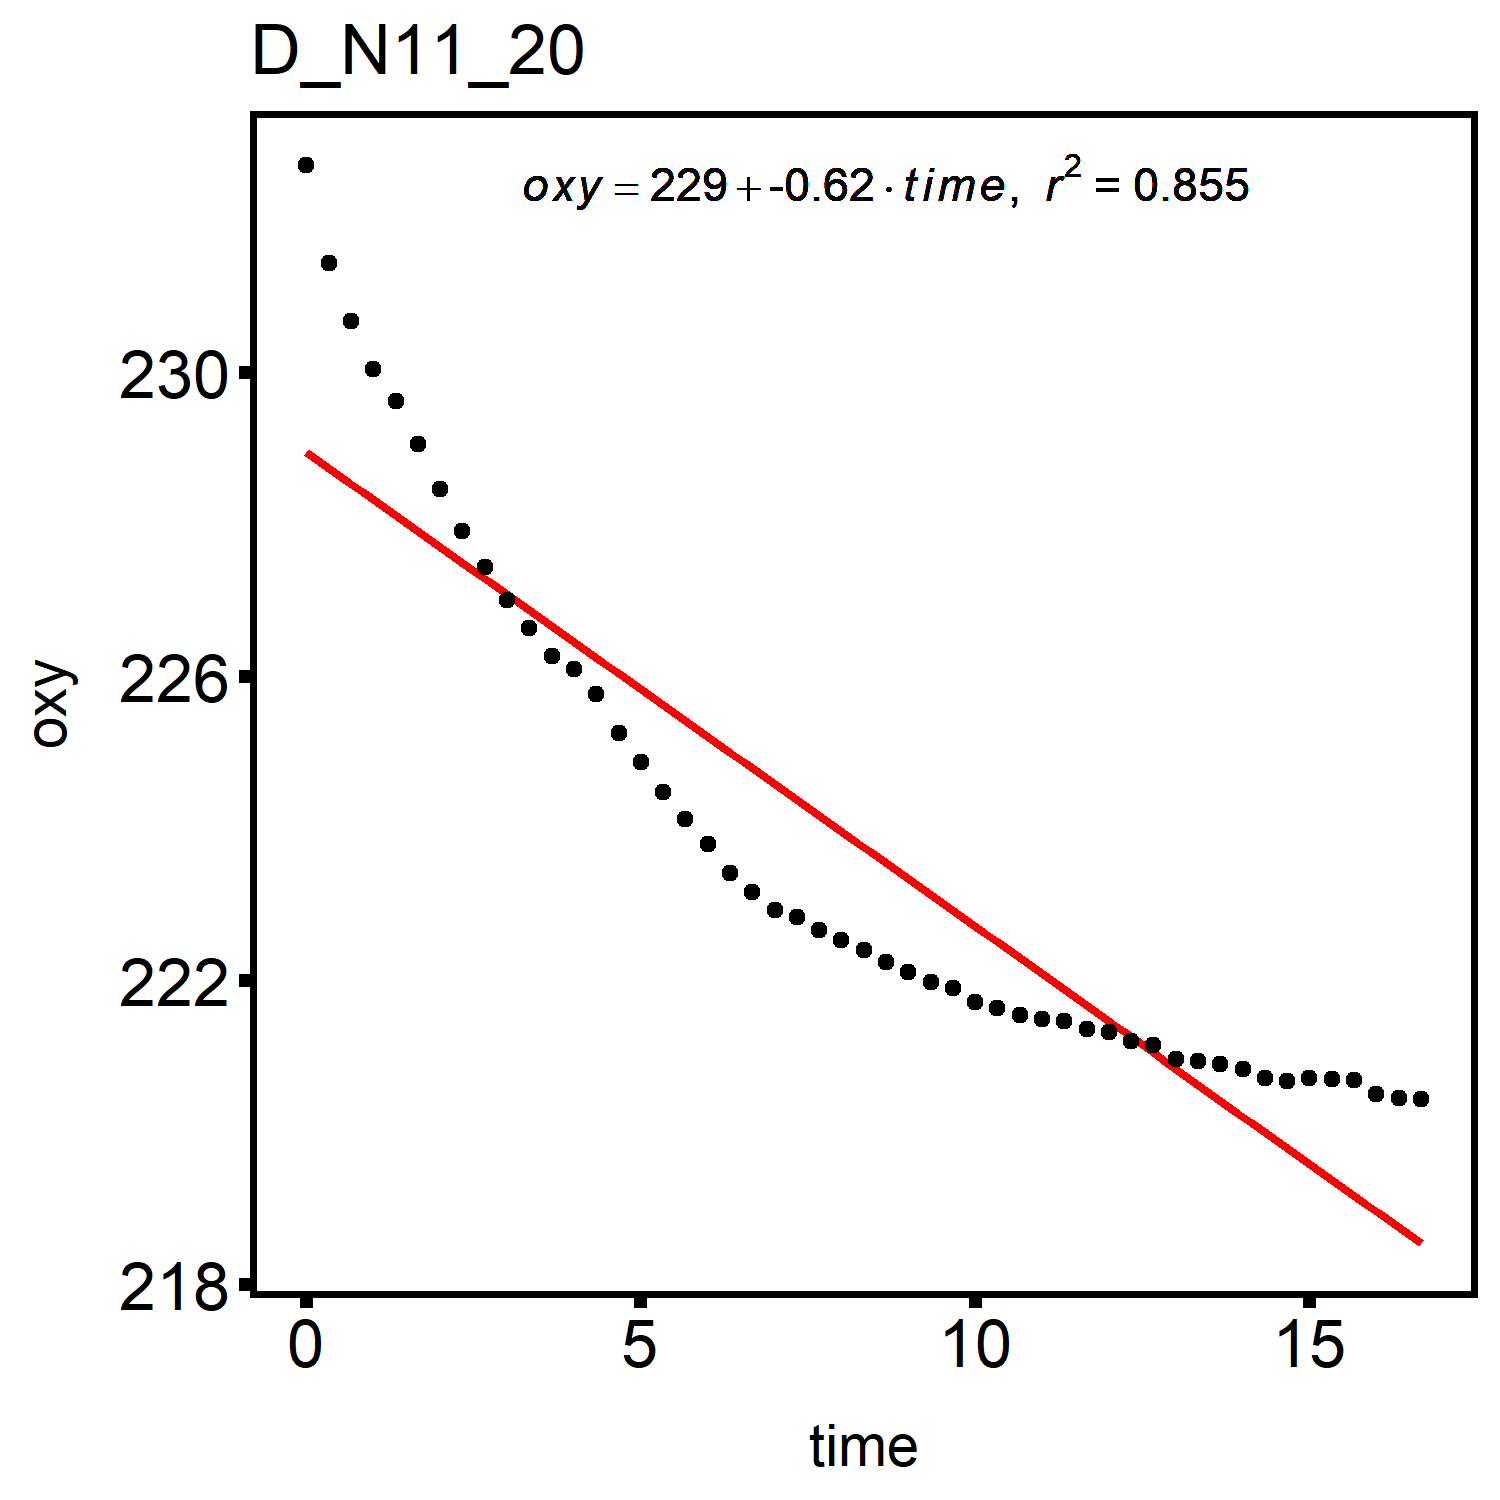 D_N11_20
oxy = 229 + -0.62 · time, r² = 0.855
230
226
222
218
oxy
0 5 10 15
time